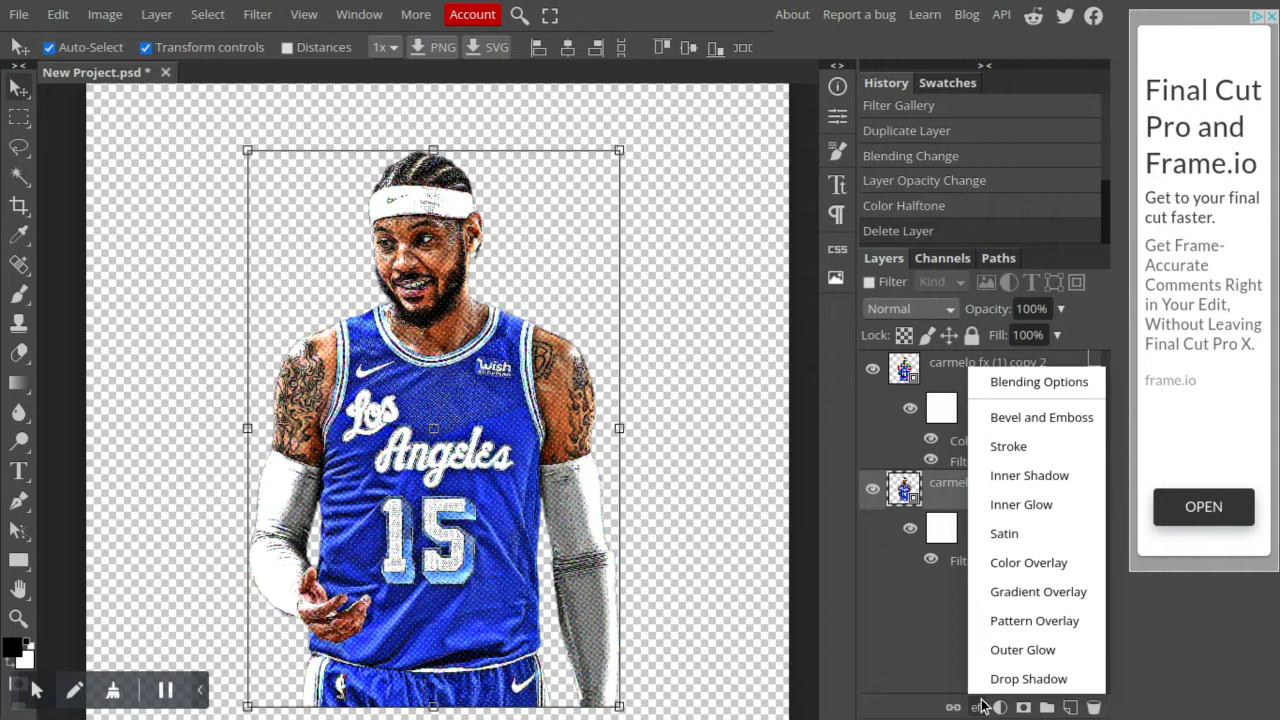 File Edit Image Layer Select Filter View Window More Account About Report a bug Learn Blog API
Auto-Select Transform controls Distances 1x PNG SVG
New Project.psd *
History Swatches
Filter Gallery
Duplicate Layer
Blending Change
Layer Opacity Change
Color Halftone
Delete Layer
Layers Channels Paths
Filter Kind
Normal Opacity: 100%
Lock: Fill: 100%
carmelo fx (1) copy 2
Col
Filt
carmel
Filt
Blending Options
Bevel and Emboss
Stroke
Inner Shadow
Inner Glow
Satin
Color Overlay
Gradient Overlay
Pattern Overlay
Outer Glow
Drop Shadow
CSS
wish
Los
Angeles
15
Final Cut
Pro and
Frame.io
Get to your final
cut faster.
Get Frame-
Accurate
Comments Right
in Your Edit,
Without Leaving
Final Cut Pro X.
frame.io
OPEN